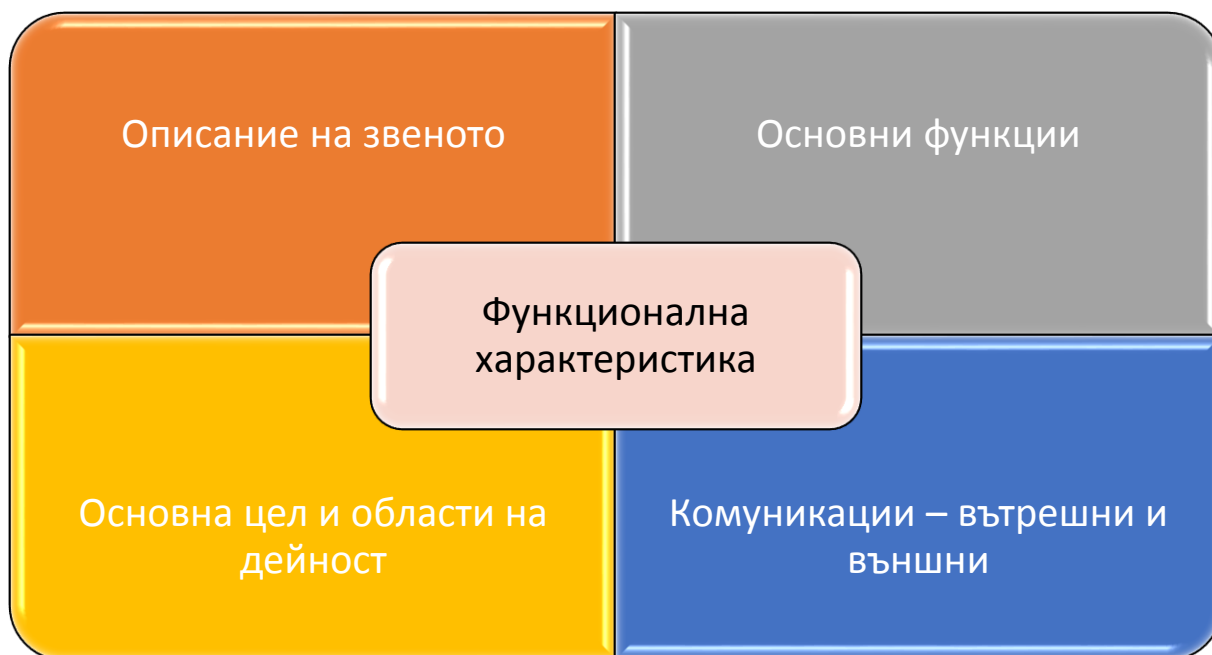 Описание на звеното
Основни функции
Функционална
характеристика
Основна цел и области на
дейност
Комуникации – вътрешни и
външни